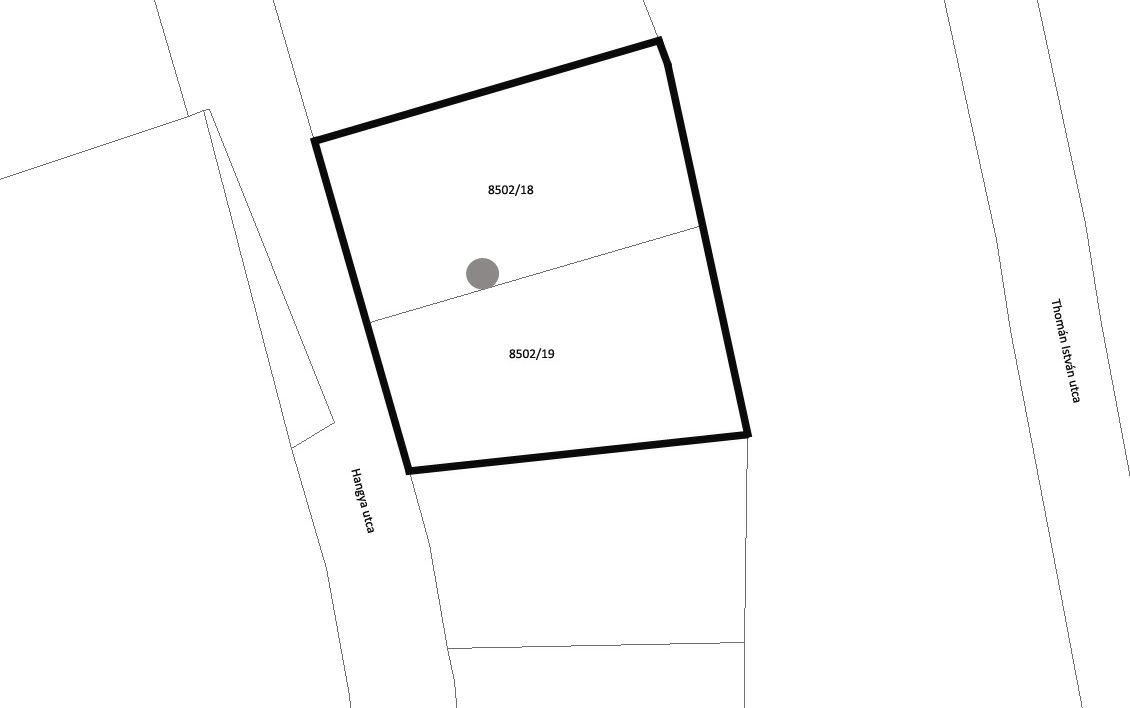 8502/18
8502/19
Thomán István utca
Hangya utca